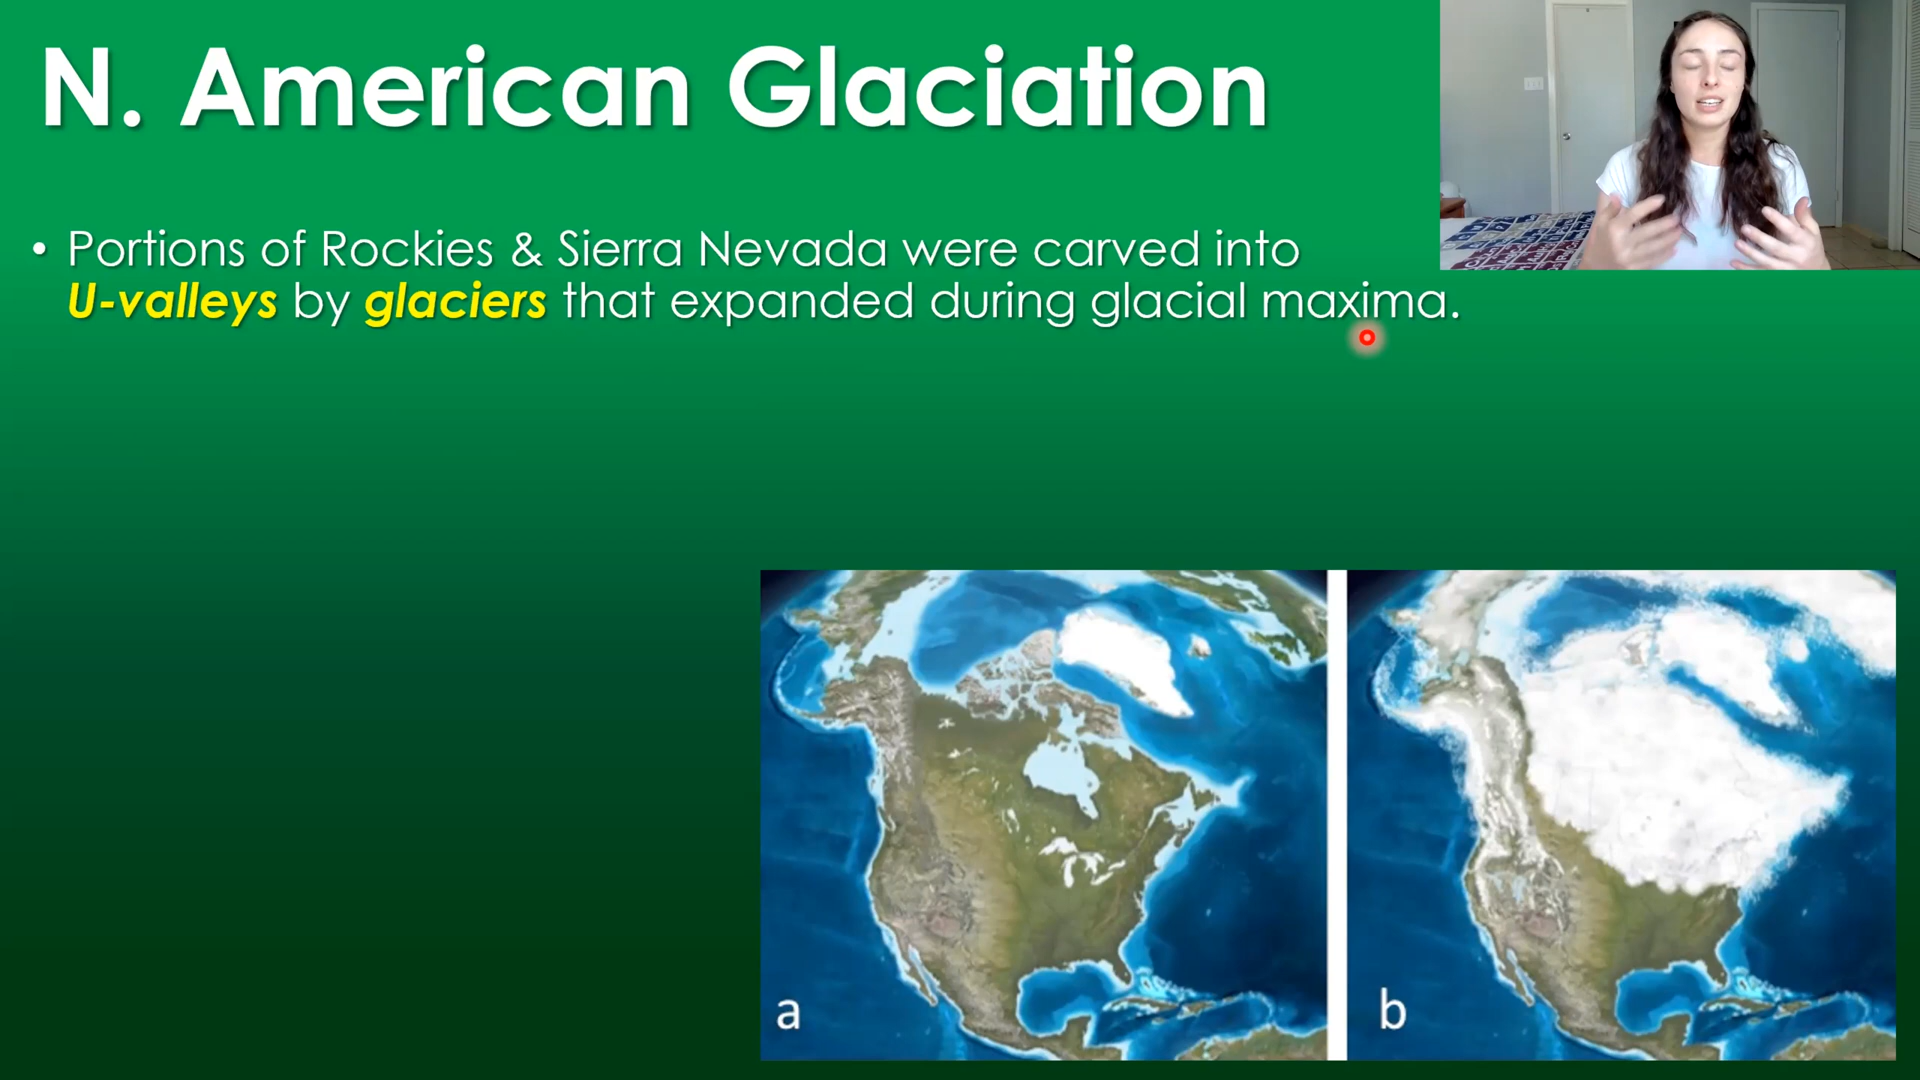 N. American Glaciation
• Portions of Rockies & Sierra Nevada were carved into
U-valleys by glaciers that expanded during glacial maxima.
a
b